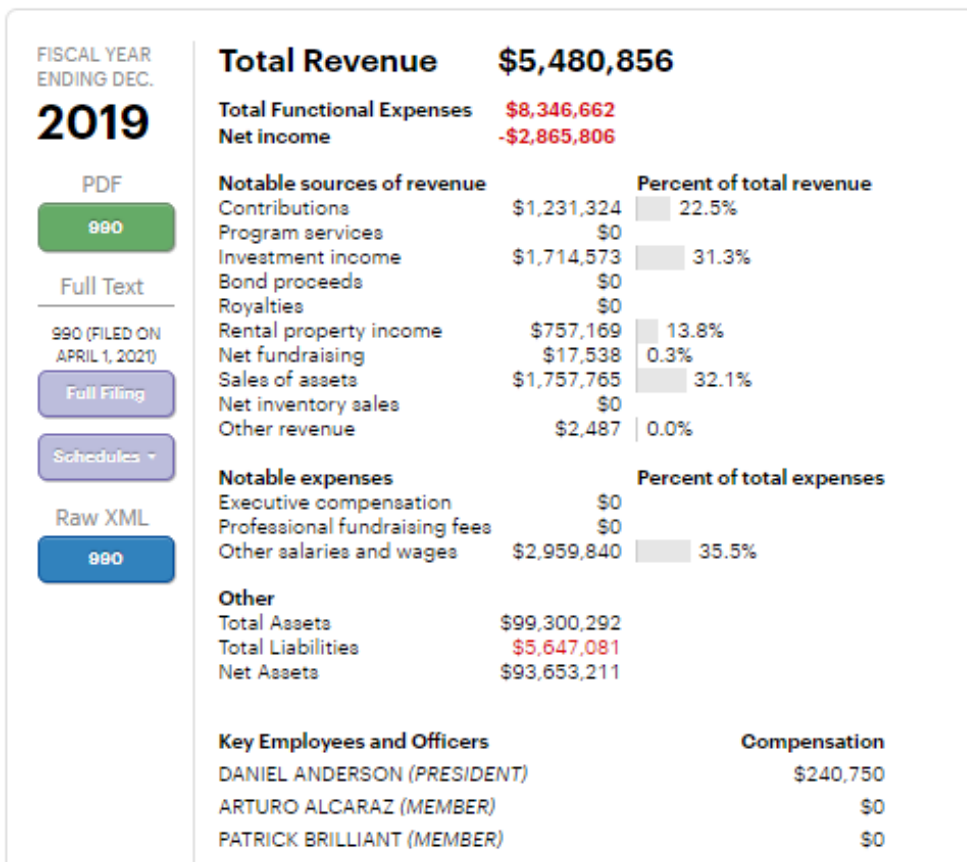 FISCAL YEAR
ENDING DEC.
2019
PDF
990
Full Text
990 (FILED ON
APRIL 1, 2021)
Full Filing
Schedules
Raw XML
990
Total Revenue $5,480,856
Total Functional Expenses $8,346,662
Net income -$2,865,806
Notable sources of revenue Percent of total revenue
Contributions $1,231,324 22.5%
Program services $0
Investment income $1,714,573 31.3%
Bond proceeds $0
Royalties $0
Rental property income $757,169 13.8%
Net fundraising $17,538 0.3%
Sales of assets $1,757,765 32.1%
Net inventory sales $0
Other revenue $2,487 0.0%
Notable expenses Percent of total expenses
Executive compensation $0
Professional fundraising fees $0
Other salaries and wages $2,959,840 35.5%
Other
Total Assets $99,300,292
Total Liabilities $5,647,081
Net Assets $93,653,211
Key Employees and Officers Compensation
DANIEL ANDERSON (PRESIDENT) $240,750
ARTURO ALCARAZ (MEMBER) $0
PATRICK BRILLIANT (MEMBER) $0